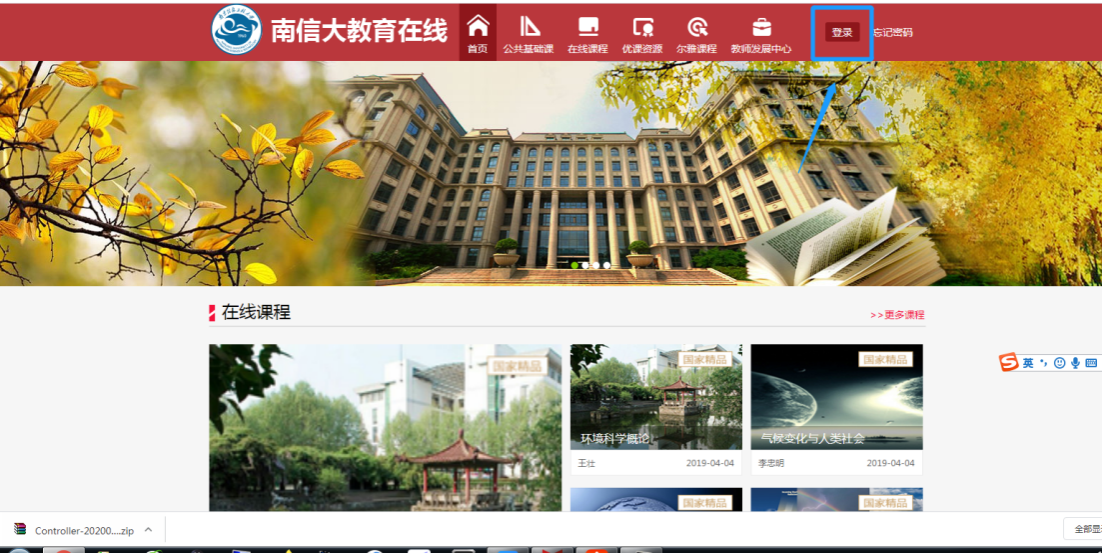 南信大教育在线
首页
公共基础课
在线课程
优课资源
尔雅课程
教师发展中心
登录
忘记密码
在线课程
>>更多课程
国家精品
国家精品
国家精品
环境科学概论
气候变化与人类社会
王壮
2019-04-04
李忠明
2019-04-04
英
国家精品
国家精品
Controller-20200....zip
全部显